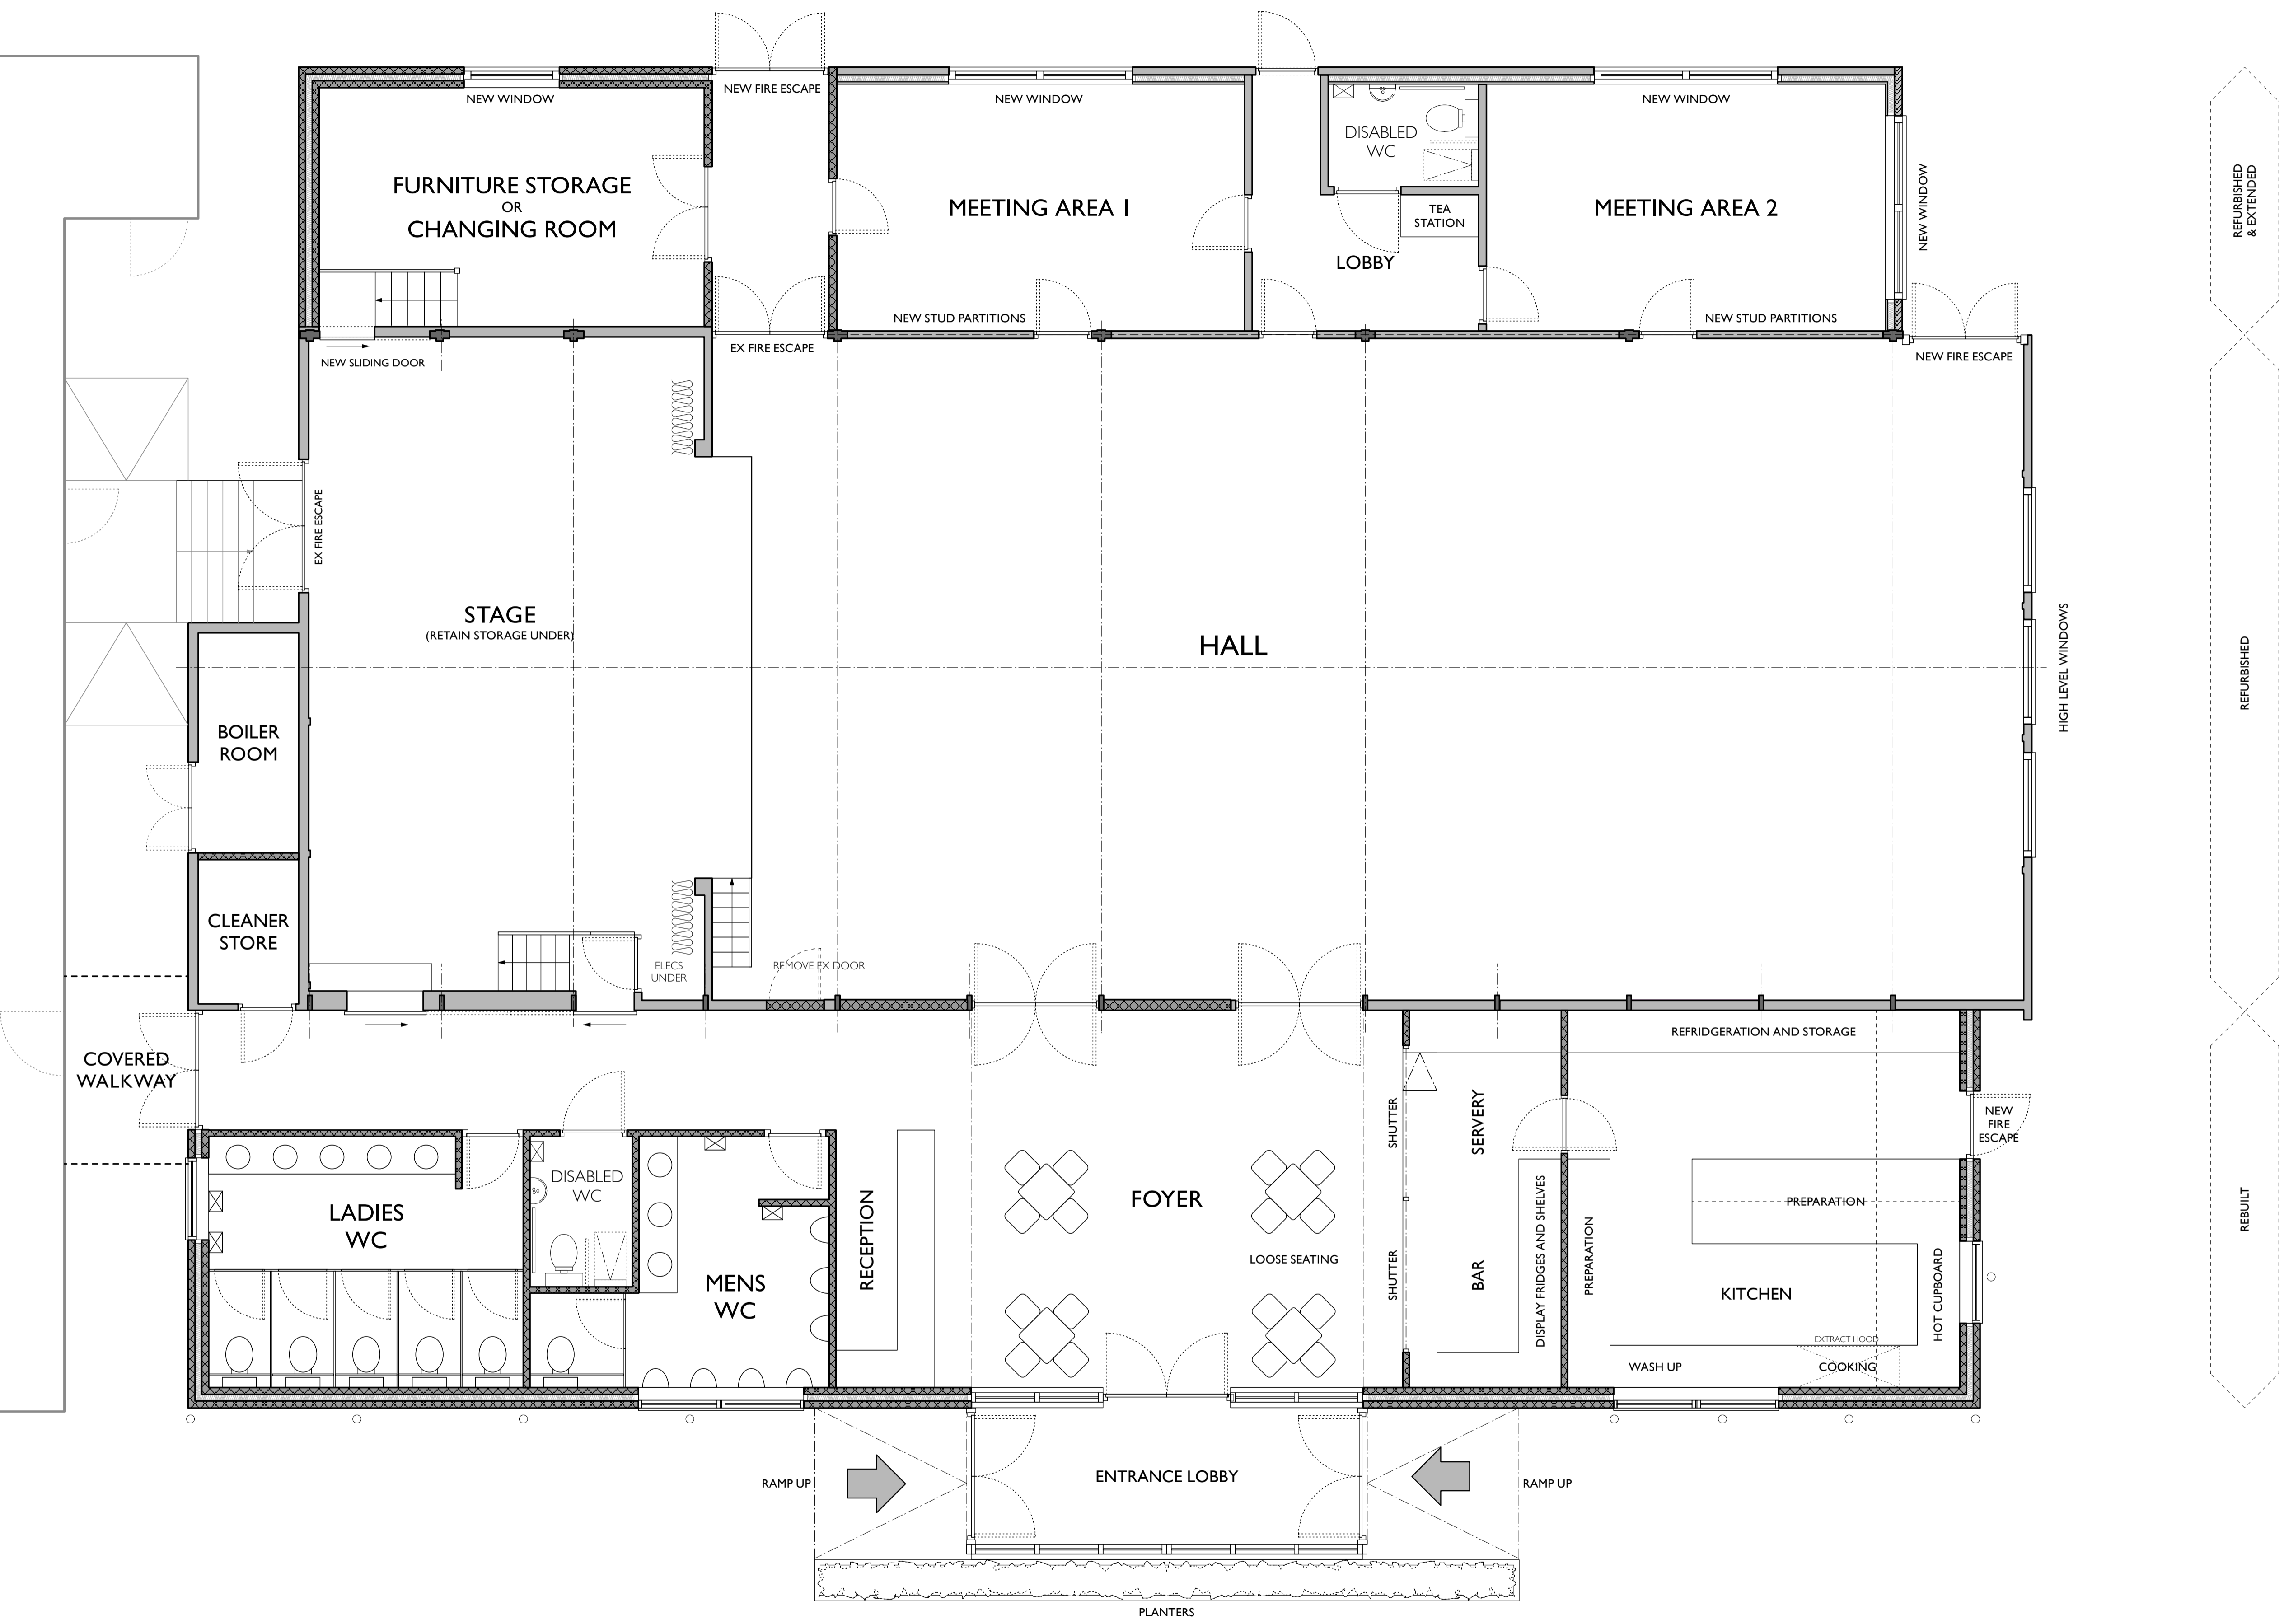 NEW FIRE ESCAPE
NEW WINDOW
NEW WINDOW
NEW WINDOW
DISABLED
WC
FURNITURE STORAGE
OR
CHANGING ROOM
MEETING AREA 1
TEA
STATION
MEETING AREA 2
NEW WINDOW
REFURBISHED
& EXTENDED
LOBBY
NEW STUD PARTITIONS
NEW STUD PARTITIONS
NEW SLIDING DOOR
EX FIRE ESCAPE
NEW FIRE ESCAPE
EX FIRE ESCAPE
STAGE
(RETAIN STORAGE UNDER)
HALL
HIGH LEVEL WINDOWS
REFURBISHED
BOILER
ROOM
CLEANER
STORE
ELECS
UNDER
REMOVE EX DOOR
COVERED
WALKWAY
REFRIDGERATION AND STORAGE
SHUTTER
SERVERY
NEW
FIRE
ESCAPE
DISABLED
WC
LADIES
WC
RECEPTION
FOYER
PREPARATION
PREPARATION
REBUILT
LOOSE SEATING
SHUTTER
BAR
DISPLAY FRIDGES AND SHELVES
MENS
WC
KITCHEN
HOT CUPBOARD
EXTRACT HOOD
WASH UP
COOKING
RAMP UP
ENTRANCE LOBBY
RAMP UP
PLANTERS